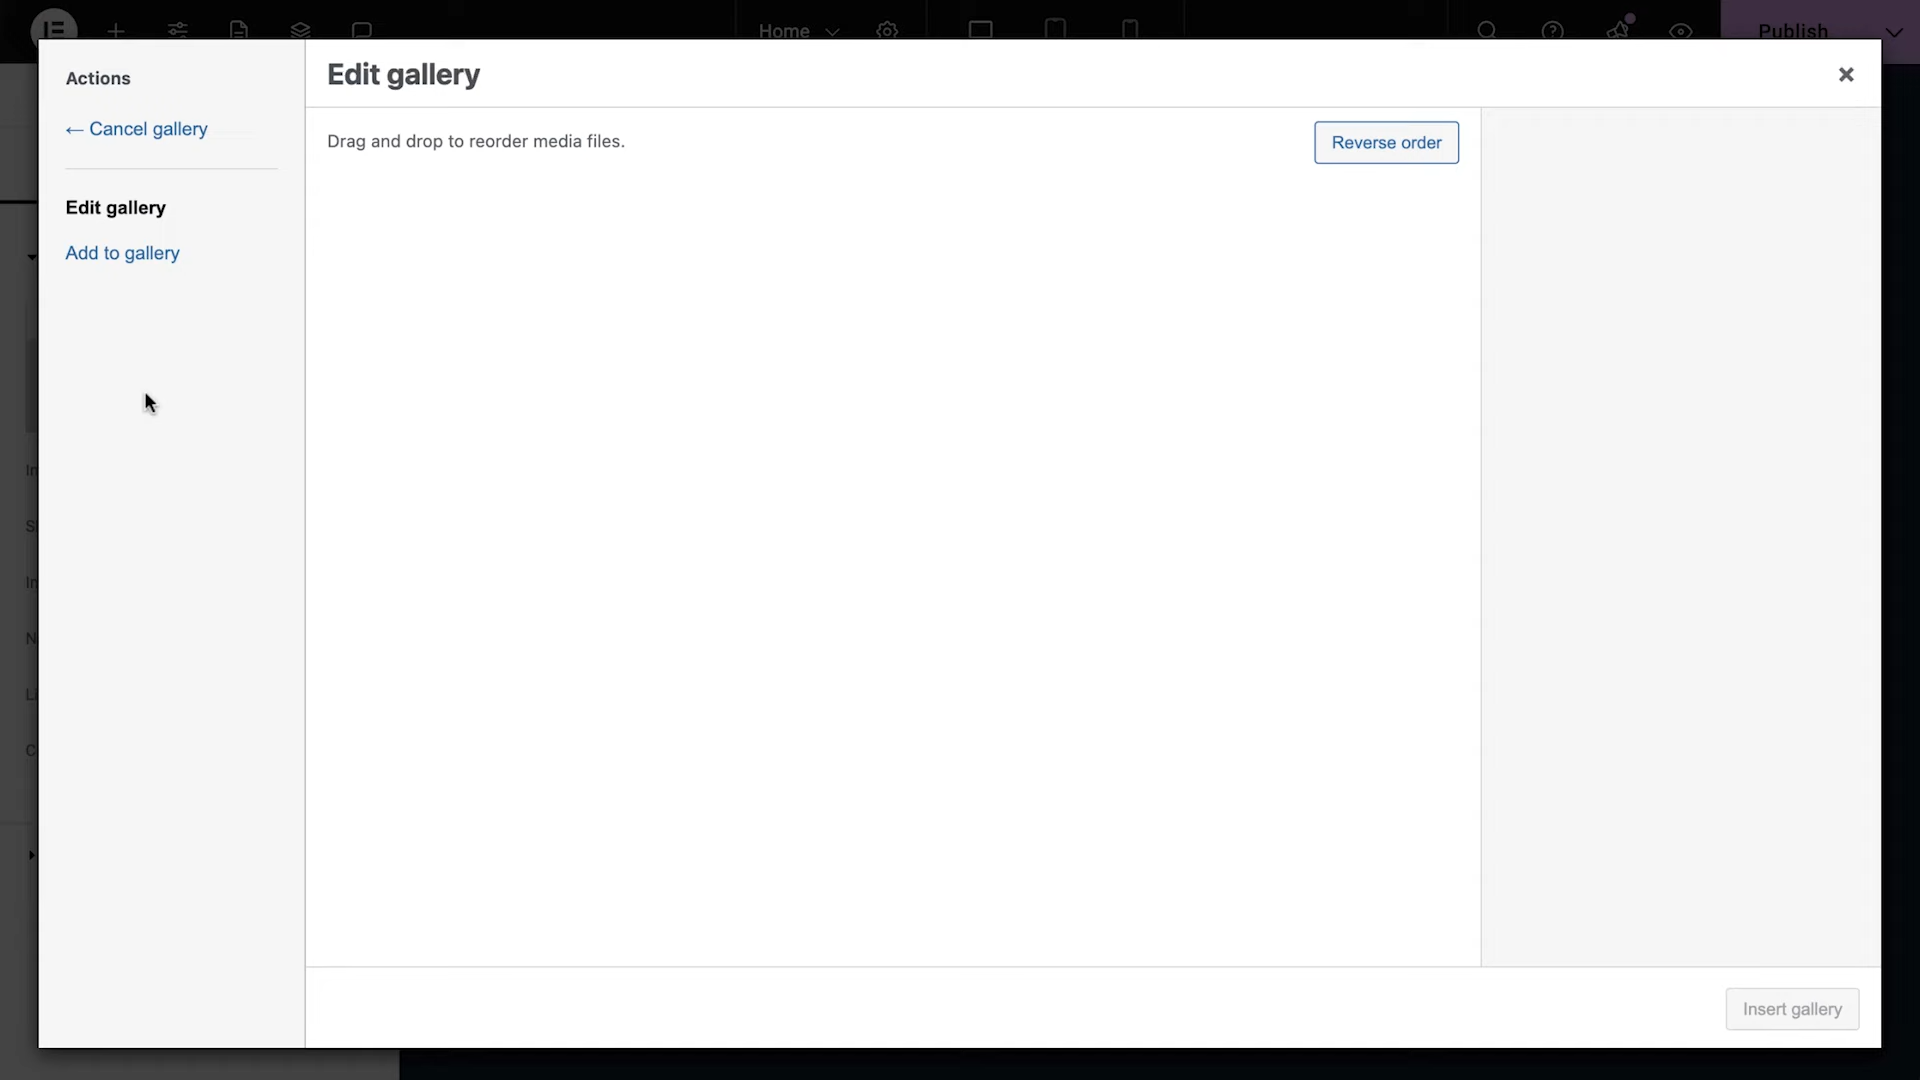 Home
Publish
Actions
Edit gallery
← Cancel gallery
Drag and drop to reorder media files.
Reverse order
Edit gallery
Add to gallery
Insert gallery